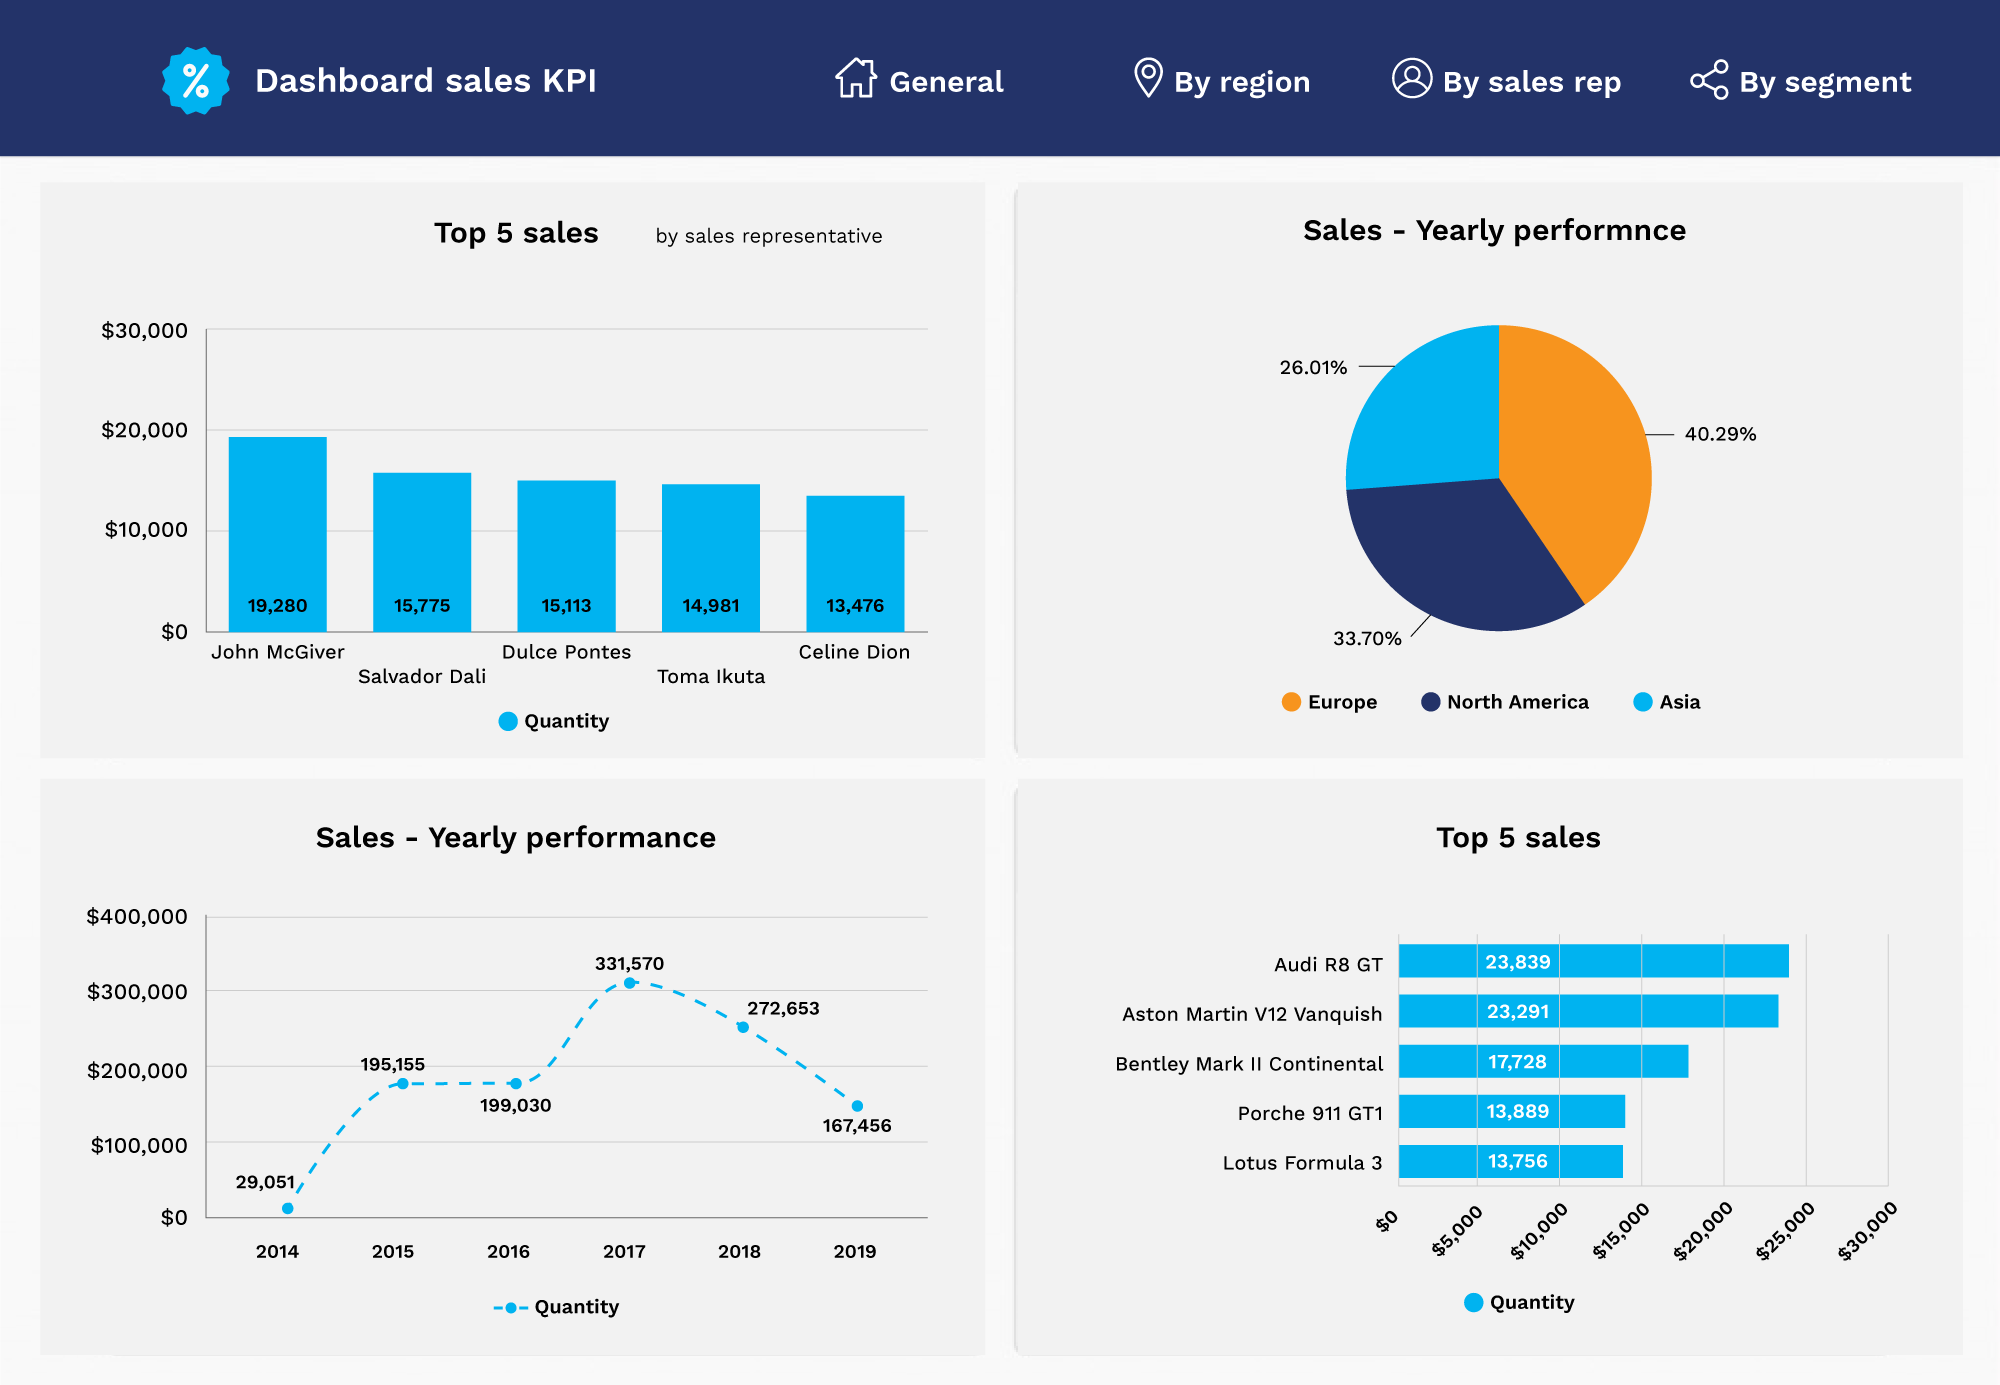 Dashboard sales KPI
General
By region
By sales rep
By segment
Top 5 sales by sales representative
$30,000
$20,000
$10,000
$0
19,280
15,775
15,113
14,981
13,476
John McGiver
Salvador Dali
Dulce Pontes
Toma Ikuta
Celine Dion
Quantity
Sales - Yearly performnce
26.01%
40.29%
33.70%
Europe
North America
Asia
Sales - Yearly performance
$400,000
$300,000
$200,000
$100,000
$0
29,051
195,155
199,030
331,570
272,653
167,456
2014
2015
2016
2017
2018
2019
Quantity
Top 5 sales
Audi R8 GT
23,839
Aston Martin V12 Vanquish
23,291
Bentley Mark II Continental
17,728
Porche 911 GT1
13,889
Lotus Formula 3
13,756
$0
$5,000
$10,000
$15,000
$20,000
$25,000
$30,000
Quantity